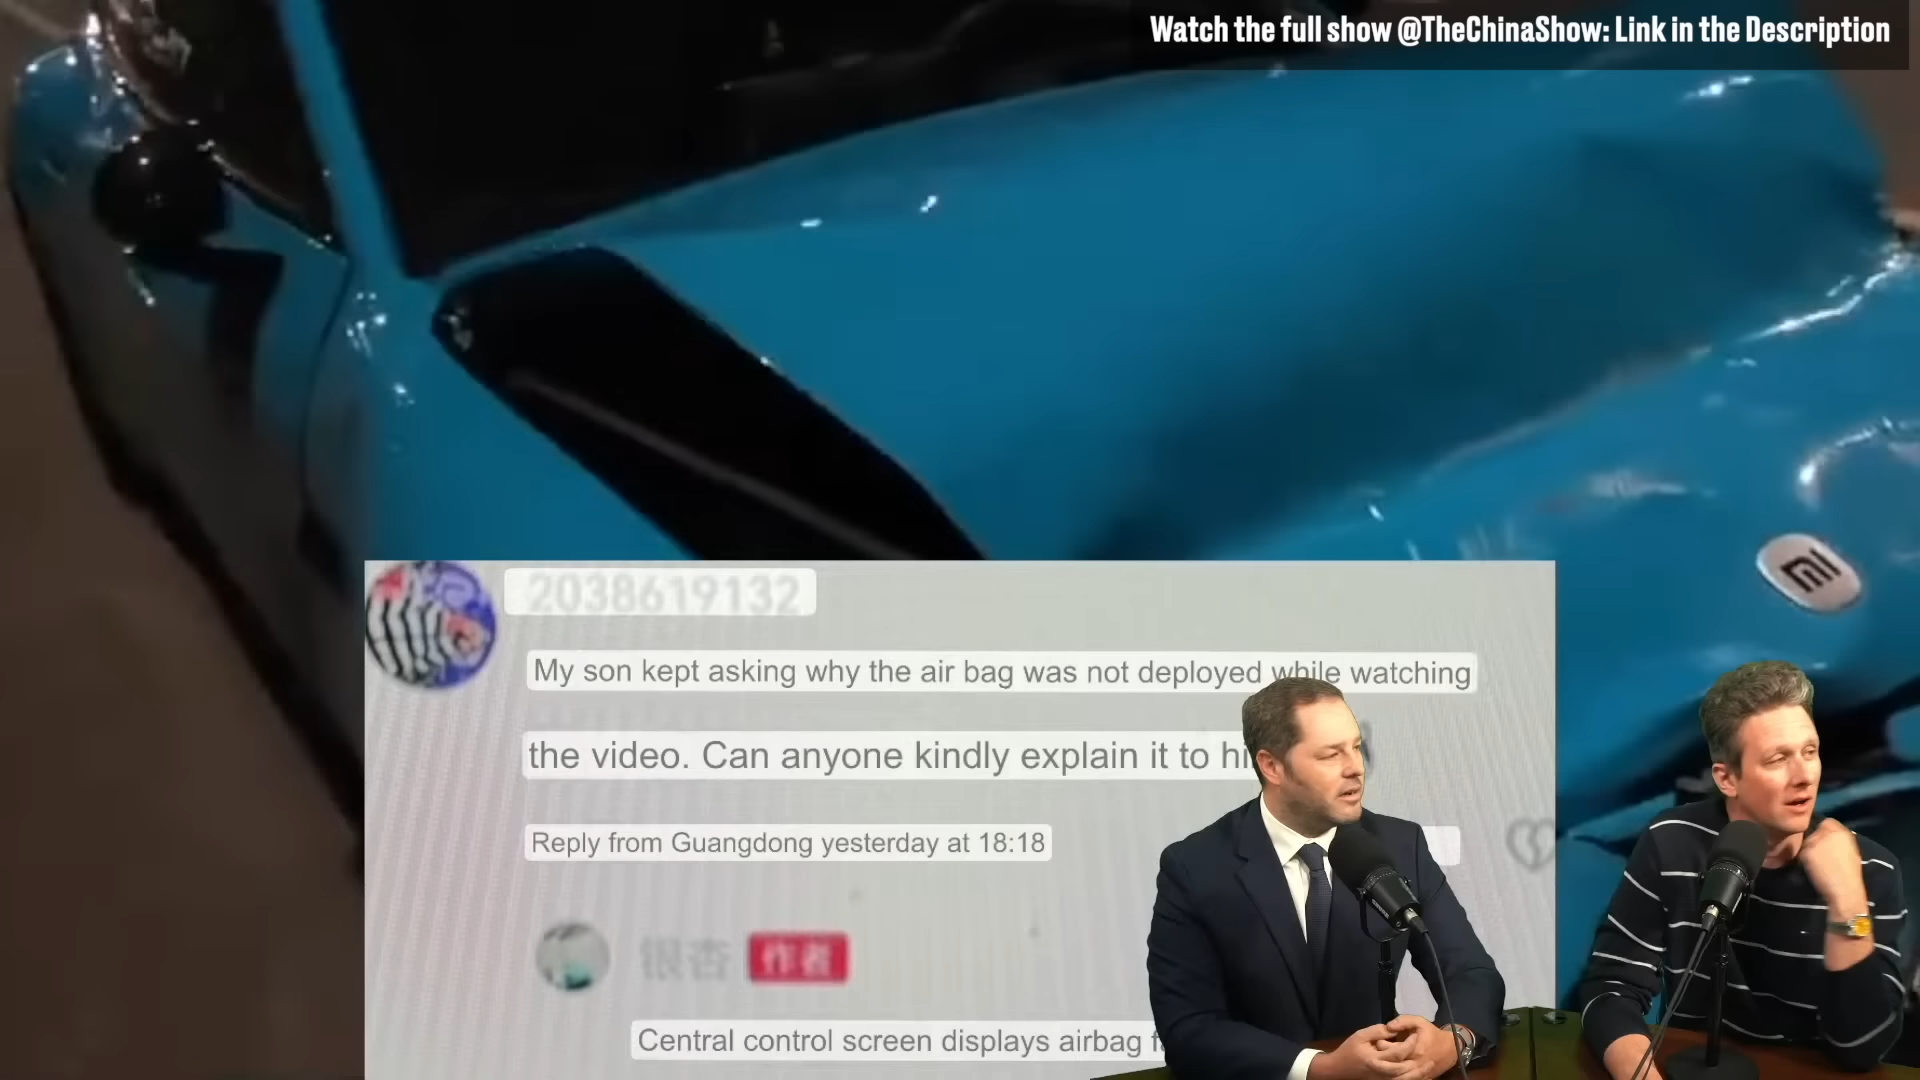 Watch the full show @TheChinaShow: Link in the Description
mi
2038619132
My son kept asking why the air bag was not deployed while watching
the video. Can anyone kindly explain it to
Reply from Guangdong yesterday at 18:18
银杏 作者
Central control screen displays airbag